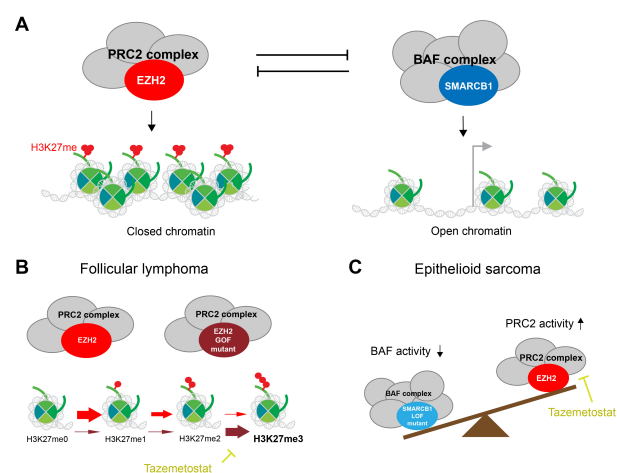 A
PRC2 complex
EZH2
BAF complex
SMARCB1
H3K27me
Closed chromatin
Open chromatin
B
Follicular lymphoma
PRC2 complex
EZH2
PRC2 complex
EZH2
GOF
mutant
H3K27me0
H3K27me1
H3K27me2
H3K27me3
Tazemetostat
C
Epithelioid sarcoma
PRC2 activity
BAF activity
PRC2 complex
EZH2
BAF complex
SMARCB1
LOF
mutant
Tazemetostat